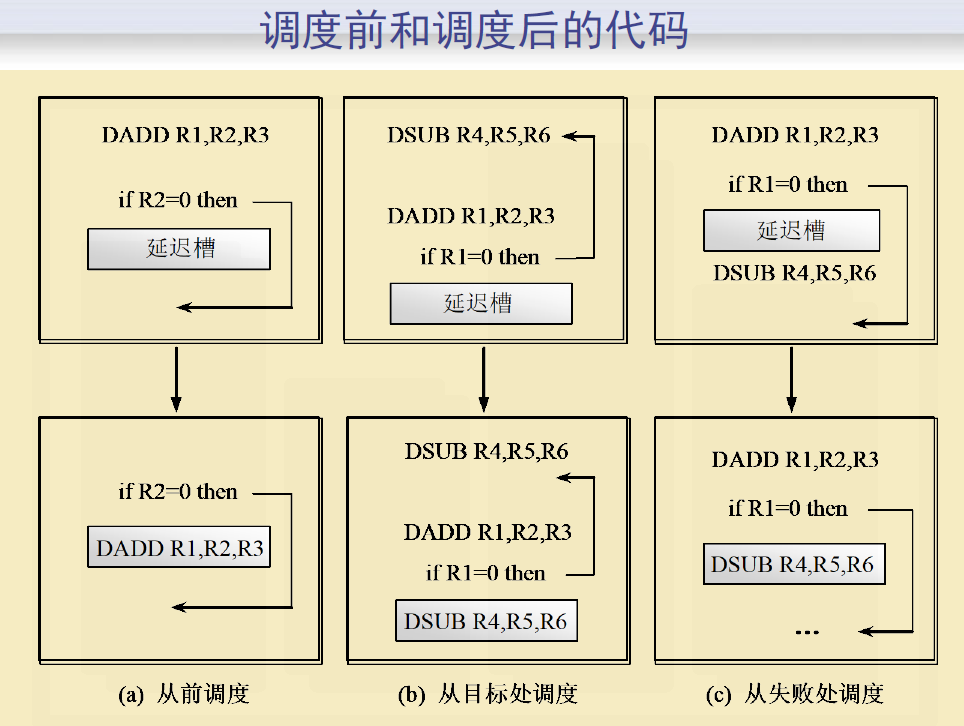 调度前和调度后的代码
DADD R1,R2,R3
if R2=0 then
延迟槽
DSUB R4,R5,R6
DADD R1,R2,R3
if R1=0 then
延迟槽
DADD R1,R2,R3
if R1=0 then
延迟槽
DSUB R4,R5,R6
if R2=0 then
DADD R1,R2,R3
DSUB R4,R5,R6
DADD R1,R2,R3
if R1=0 then
DSUB R4,R5,R6
DADD R1,R2,R3
if R1=0 then
DSUB R4,R5,R6
...
(a) 从前调度
(b) 从目标处调度
(c) 从失败处调度